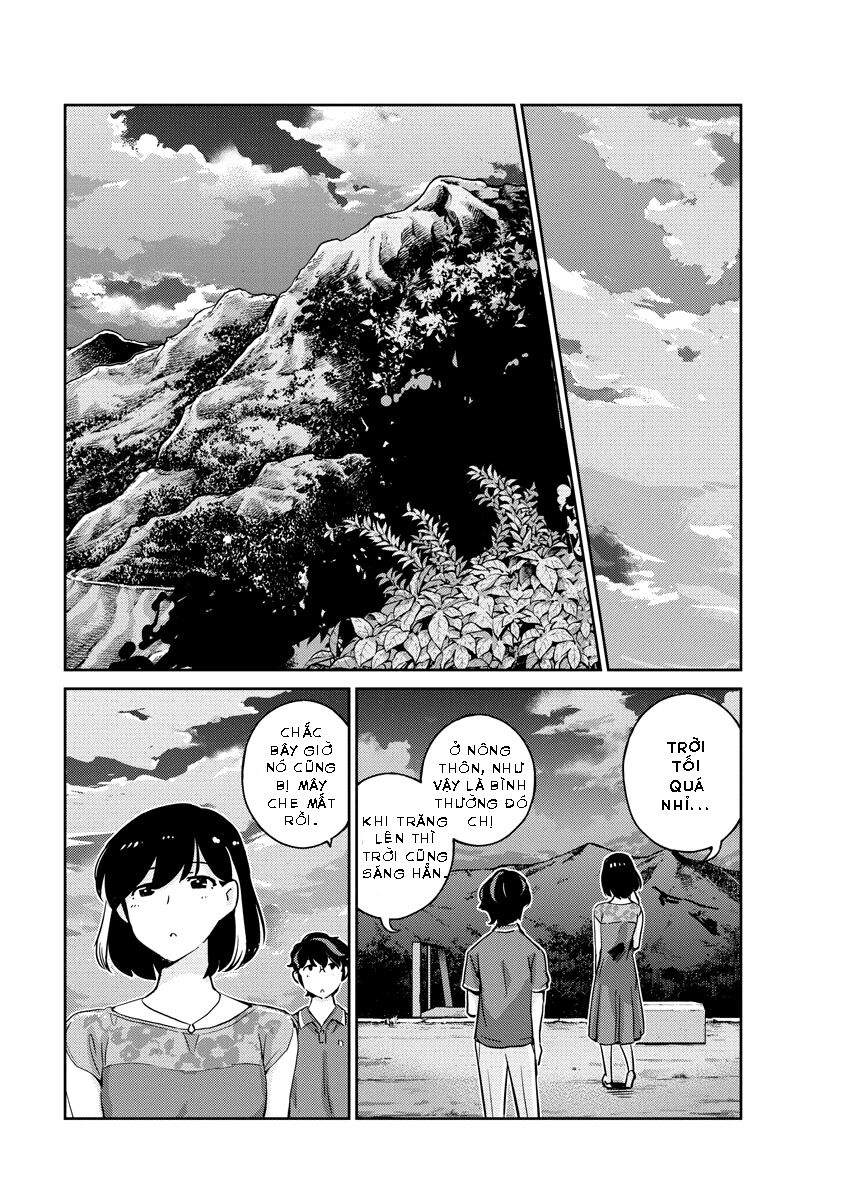 TRỜI
TỐI
QUÁ
NHỈ...
Ở NÔNG
THÔN, NHƯ
VẬY LÀ BÌNH
THƯỜNG ĐÓ
CHỊ
KHI TRĂNG
LÊN THÌ
TRỜI CŨNG
SÁNG HẲN.
CHẮC
BÂY GIỜ
NÓ CŨNG
BỊ MÂY
CHE MẤT
RỒI.